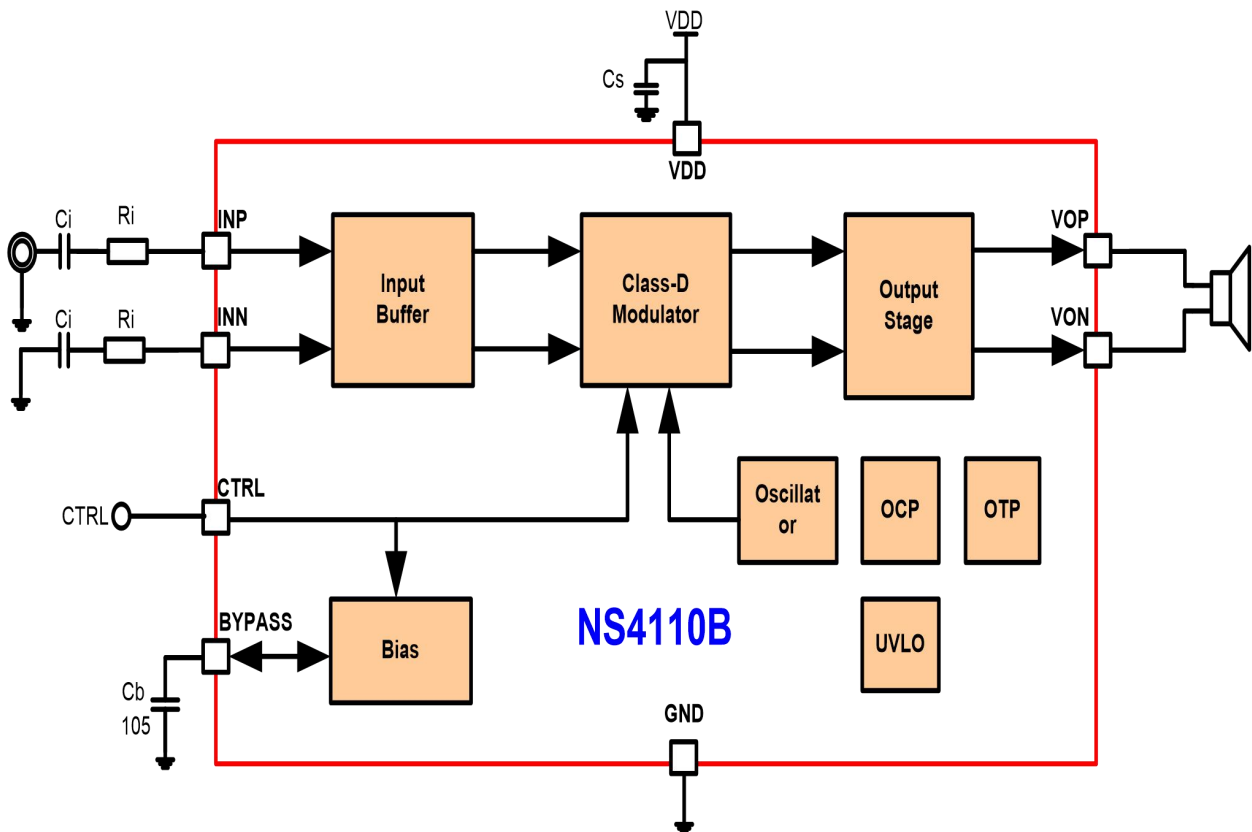 VDD
Cs
VDD
Ci
Ri
INP
VOP
Input
Buffer
Class-D
Modulator
Output
Stage
Ci
Ri
INN
VON
CTRL
CTRL
Oscillat
or
OCP
OTP
BYPASS
Bias
NS4110B
UVLO
Cb
105
GND